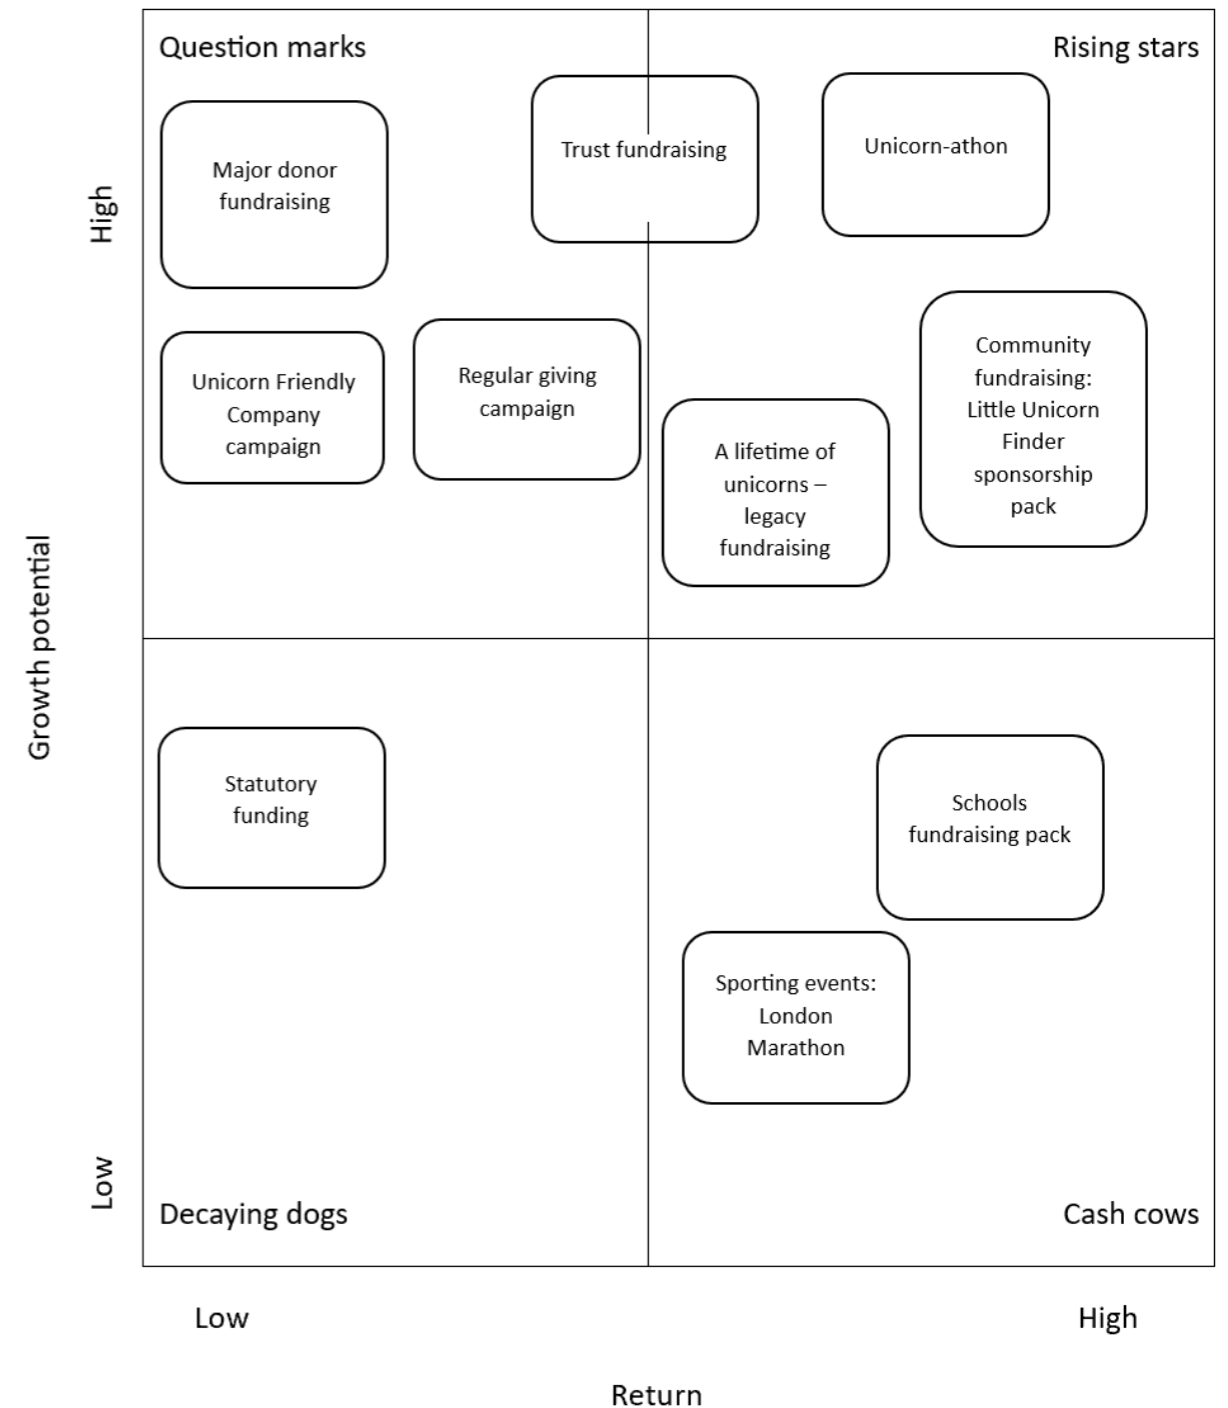 Question marks
Rising stars
Major donor
fundraising
Trust fundraising
Unicorn-athon
High
Unicorn Friendly
Company
campaign
Regular giving
campaign
A lifetime of
unicorns –
legacy
fundraising
Community
fundraising:
Little Unicorn
Finder
sponsorship
pack
Growth potential
Statutory
funding
Schools
fundraising pack
Sporting events:
London
Marathon
Low
Decaying dogs
Cash cows
Low
High
Return